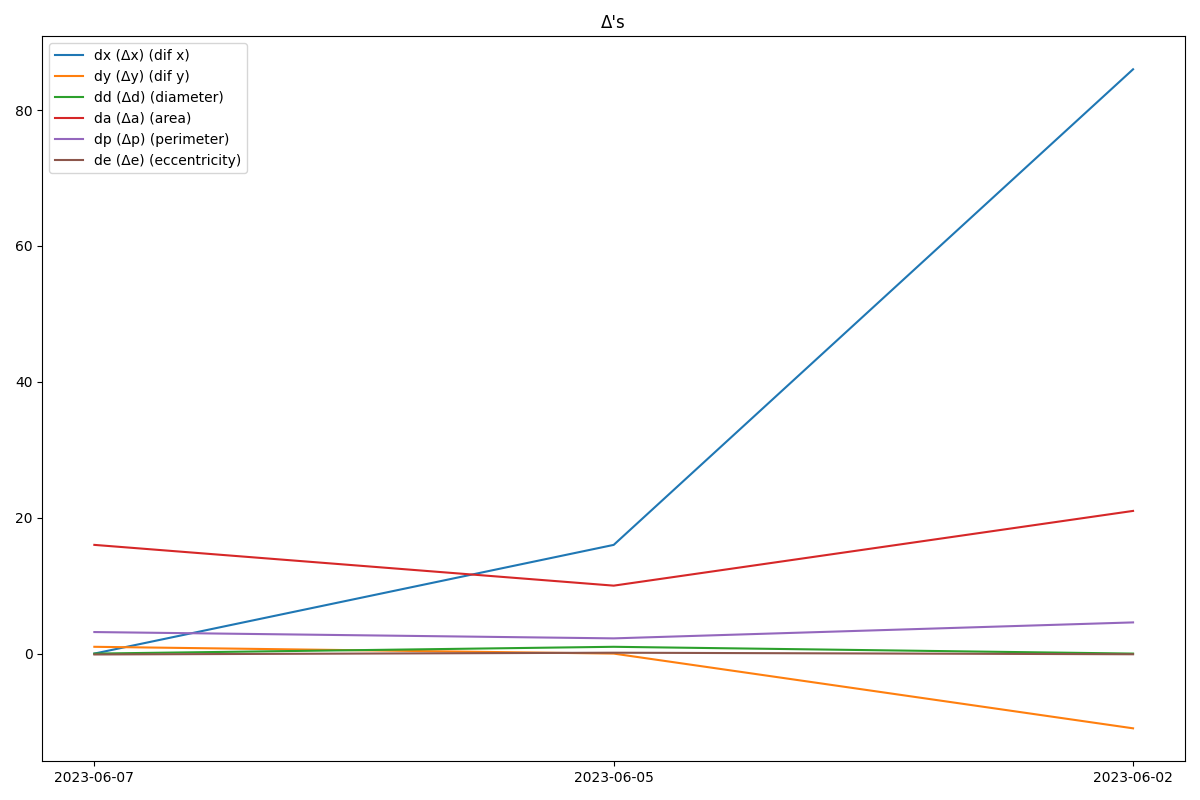 Δ's
dx (Δx) (dif x)
dy (Δy) (dif y)
dd (Δd) (diameter)
da (Δa) (area)
dp (Δp) (perimeter)
de (Δe) (eccentricity)
80
60
40
20
0
2023-06-07
2023-06-05
2023-06-02